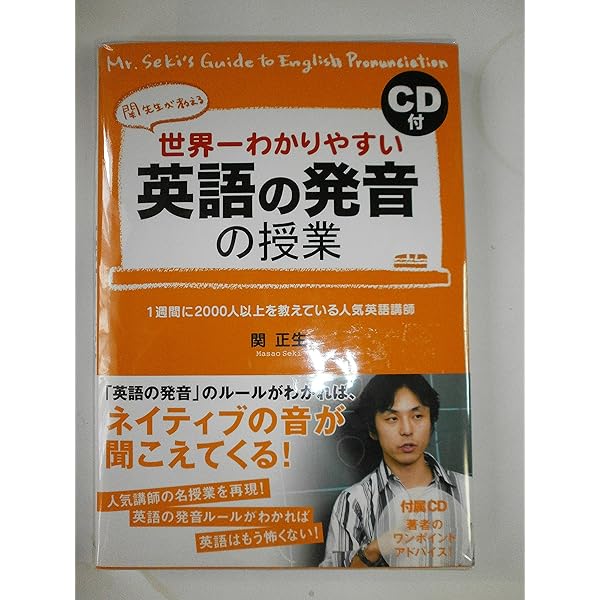 Mr. Seki's Guide to English Pronunciation
CD
付
関先生が教える
世界一わかりやすい
英語の発音
の授業
1週間に2000人以上を教えている人気英語講師
関 正生
Masao Seki
「英語の発音」のルールがわかれば、
ネイティブの音が
聞こえてくる!
人気講師の名授業を再現!
英語の発音ルールがわかれば
英語はもう怖くない!
付属CD
著者の
ワンポイント
アドバイス!